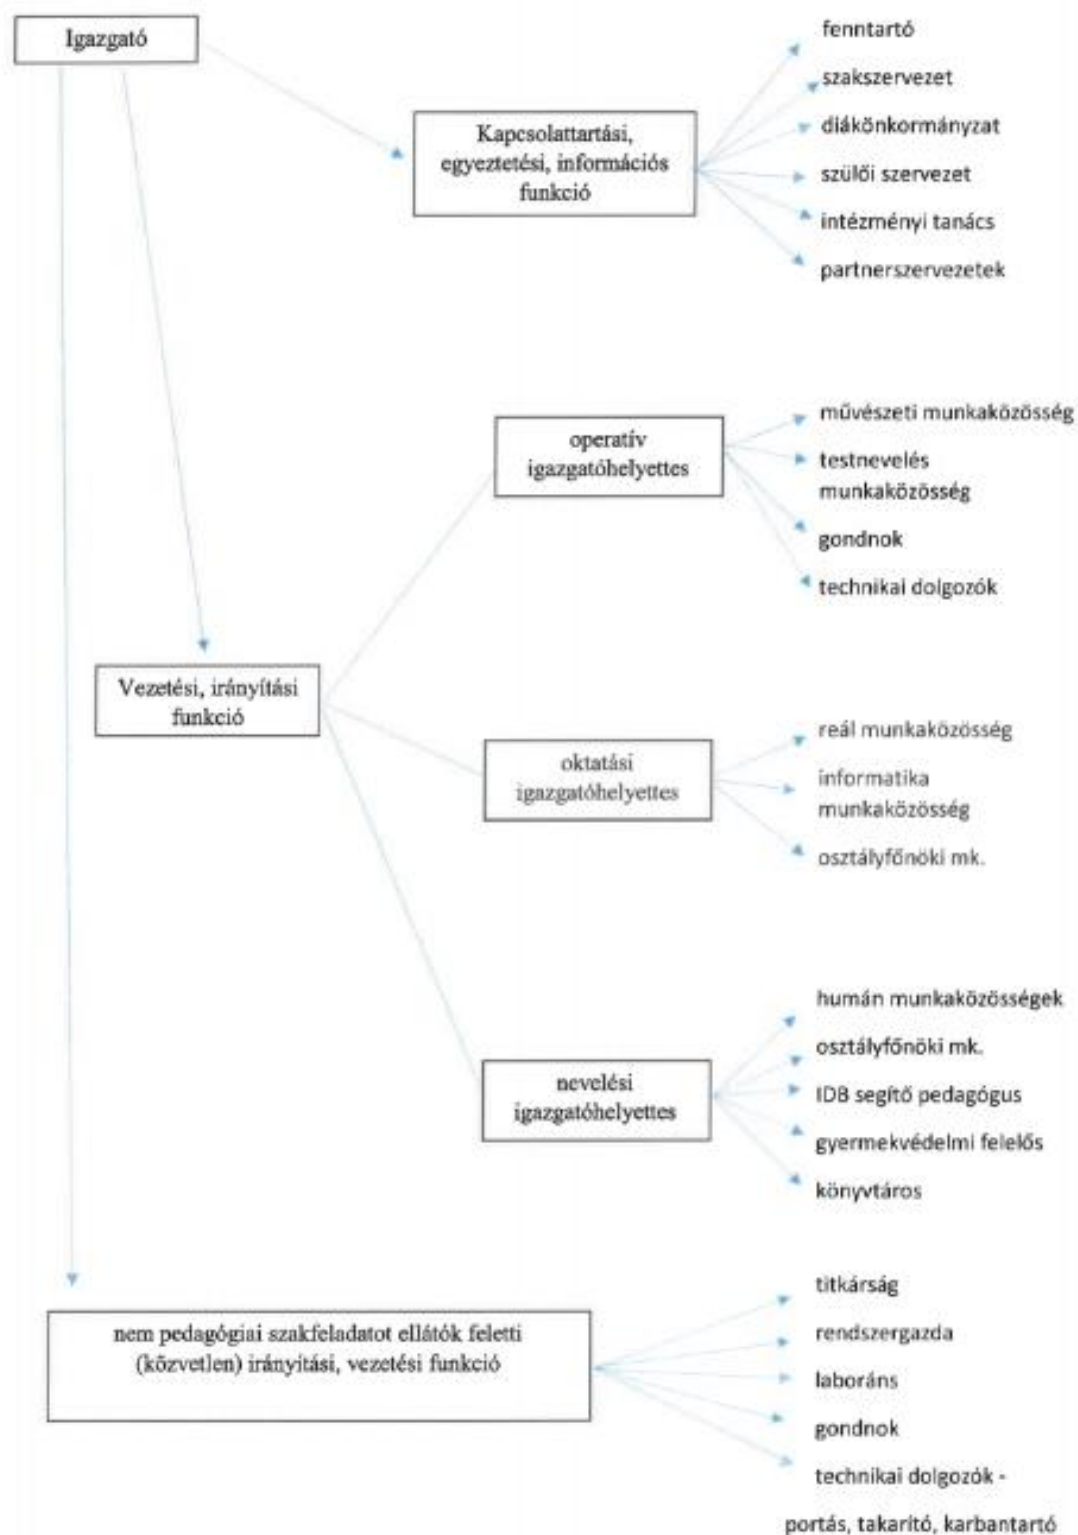 Igazgató
Kapcsolattartási,
egyeztetési, információs
funkció
fenntartó
szakszervezet
diákönkormányzat
szülői szervezet
intézményi tanács
partnerszervezetek
Vezetési, irányítási
funkció
operatív
igazgatóhelyettes
művészeti munkaközösség
testnevelés
munkaközösség
gondnok
technikai dolgozók
oktatási
igazgatóhelyettes
reál munkaközösség
informatika
munkaközösség
osztályfőnöki mk.
nevelési
igazgatóhelyettes
humán munkaközösségek
osztályfőnöki mk.
IDB segítő pedagógus
gyermekvédelmi felelős
könyvtáros
nem pedagógiai szakfeladatot ellátók feletti
(közvetlen) irányítási, vezetési funkció
titkárság
rendszergazda
laboráns
gondnok
technikai dolgozók -
portás, takarító, karbantartó